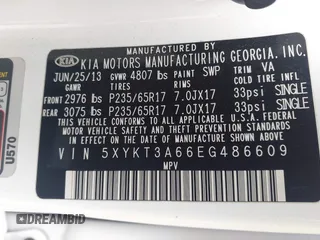 MANUFACTURED BY
KIA KIA MOTORS MANUFACTURING GEORGIA, INC.
JUN/25/13 GVWR 4807 lbs PAINT SWP TRIM VA
COLD TIRE INFL
FRONT 2976 lbs P235/65R17 7.0JX17 33psi SINGLE
REAR 3075 lbs P235/65R17 7.0JX17 33psi SINGLE
THIS VEHICLE CONFORMS TO ALL APPLICABLE U.S.A. FEDERAL
MOTOR VEHICLE SAFETY AND THEFT PREVENTION STANDARDS IN
EFFECT ON THE DATE OF MANUFACTURE SHOWN ABOVE.
VIN 5XYKT3A66EG486609
MPV
U570
DREAMBID